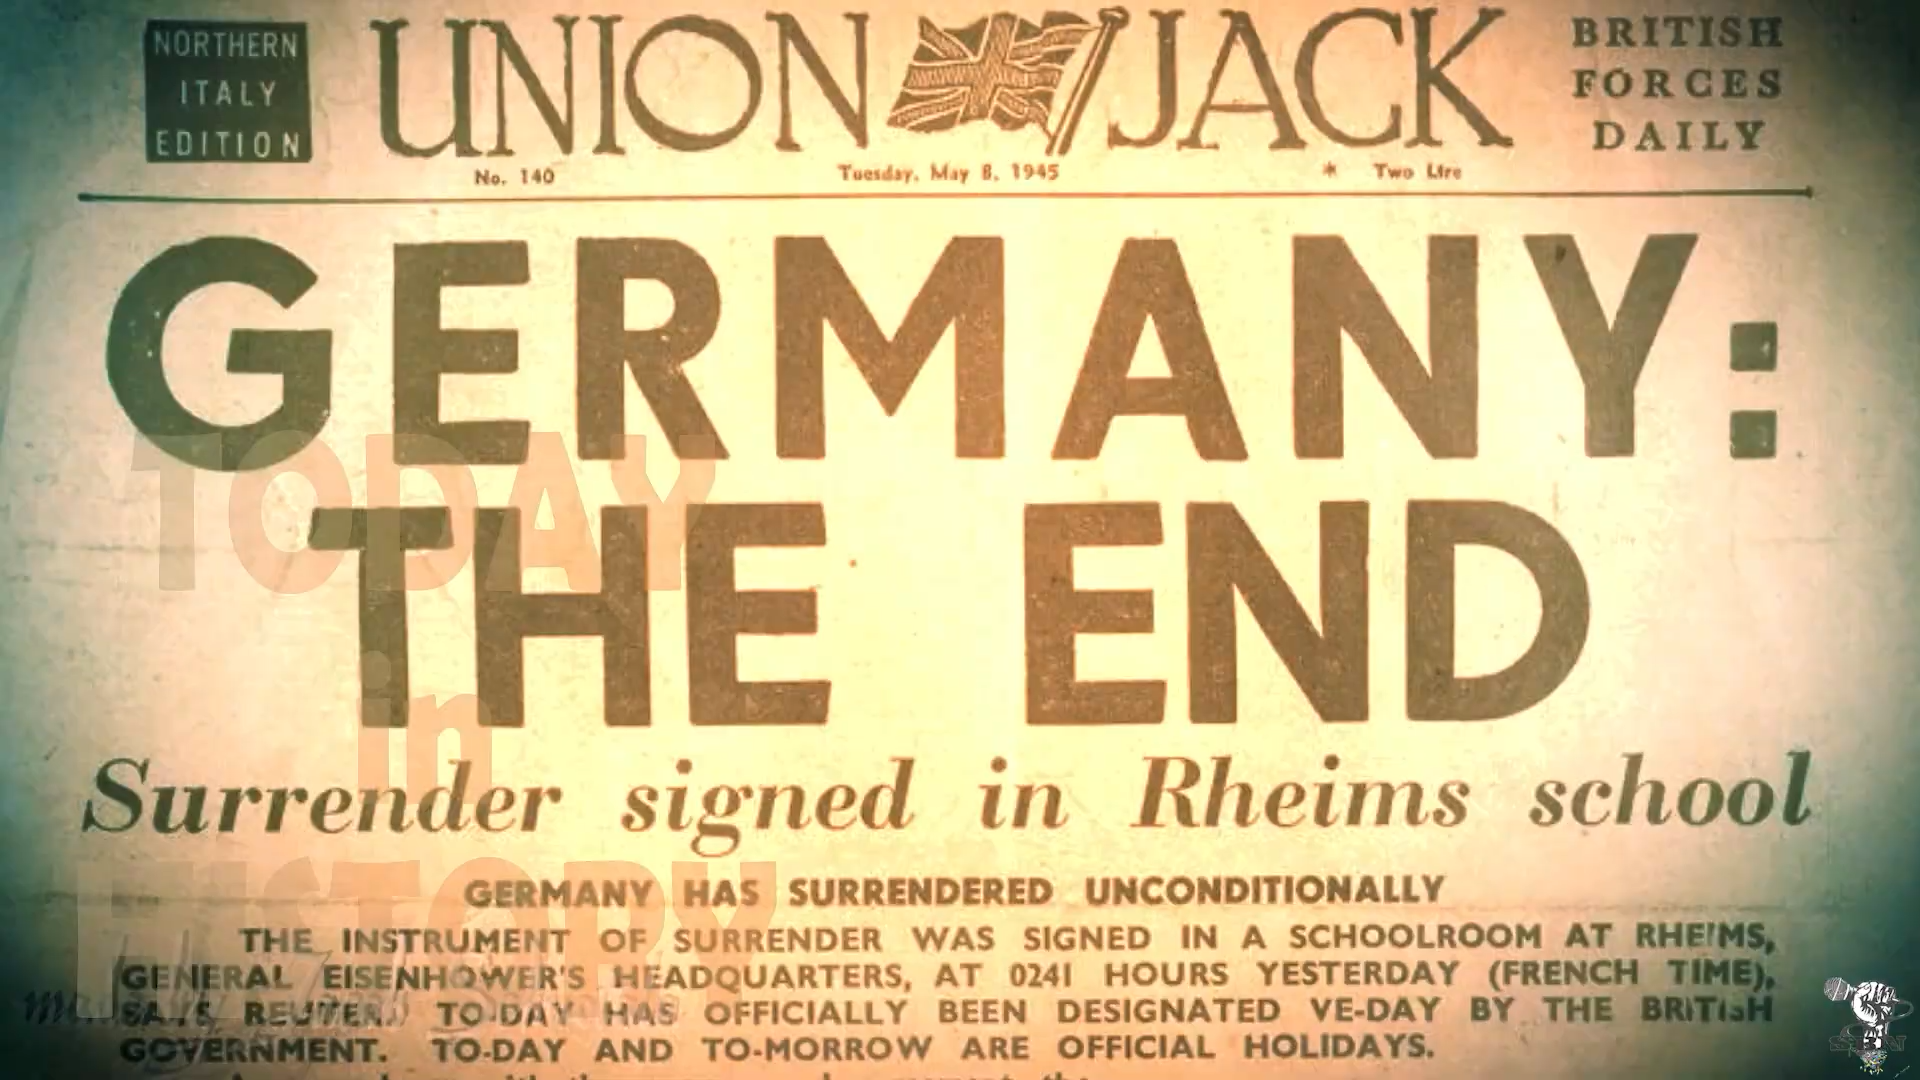 NORTHERN
ITALY
EDITION
UNION JACK
BRITISH
FORCES
DAILY
No. 140
Tuesday, May 8, 1945
* Two Lire
GERMANY:
THE END
Surrender signed in Rheims school
GERMANY HAS SURRENDERED UNCONDITIONALLY
THE INSTRUMENT OF SURRENDER WAS SIGNED IN A SCHOOLROOM AT RHEIMS,
GENERAL EISENHOWER'S HEADQUARTERS, AT 0241 HOURS YESTERDAY (FRENCH TIME),
SAYS REUTER. TO-DAY HAS OFFICIALLY BEEN DESIGNATED VE-DAY BY THE BRITISH
GOVERNMENT. TO-DAY AND TO-MORROW ARE OFFICIAL HOLIDAYS.
TODAY
in
HISTORY